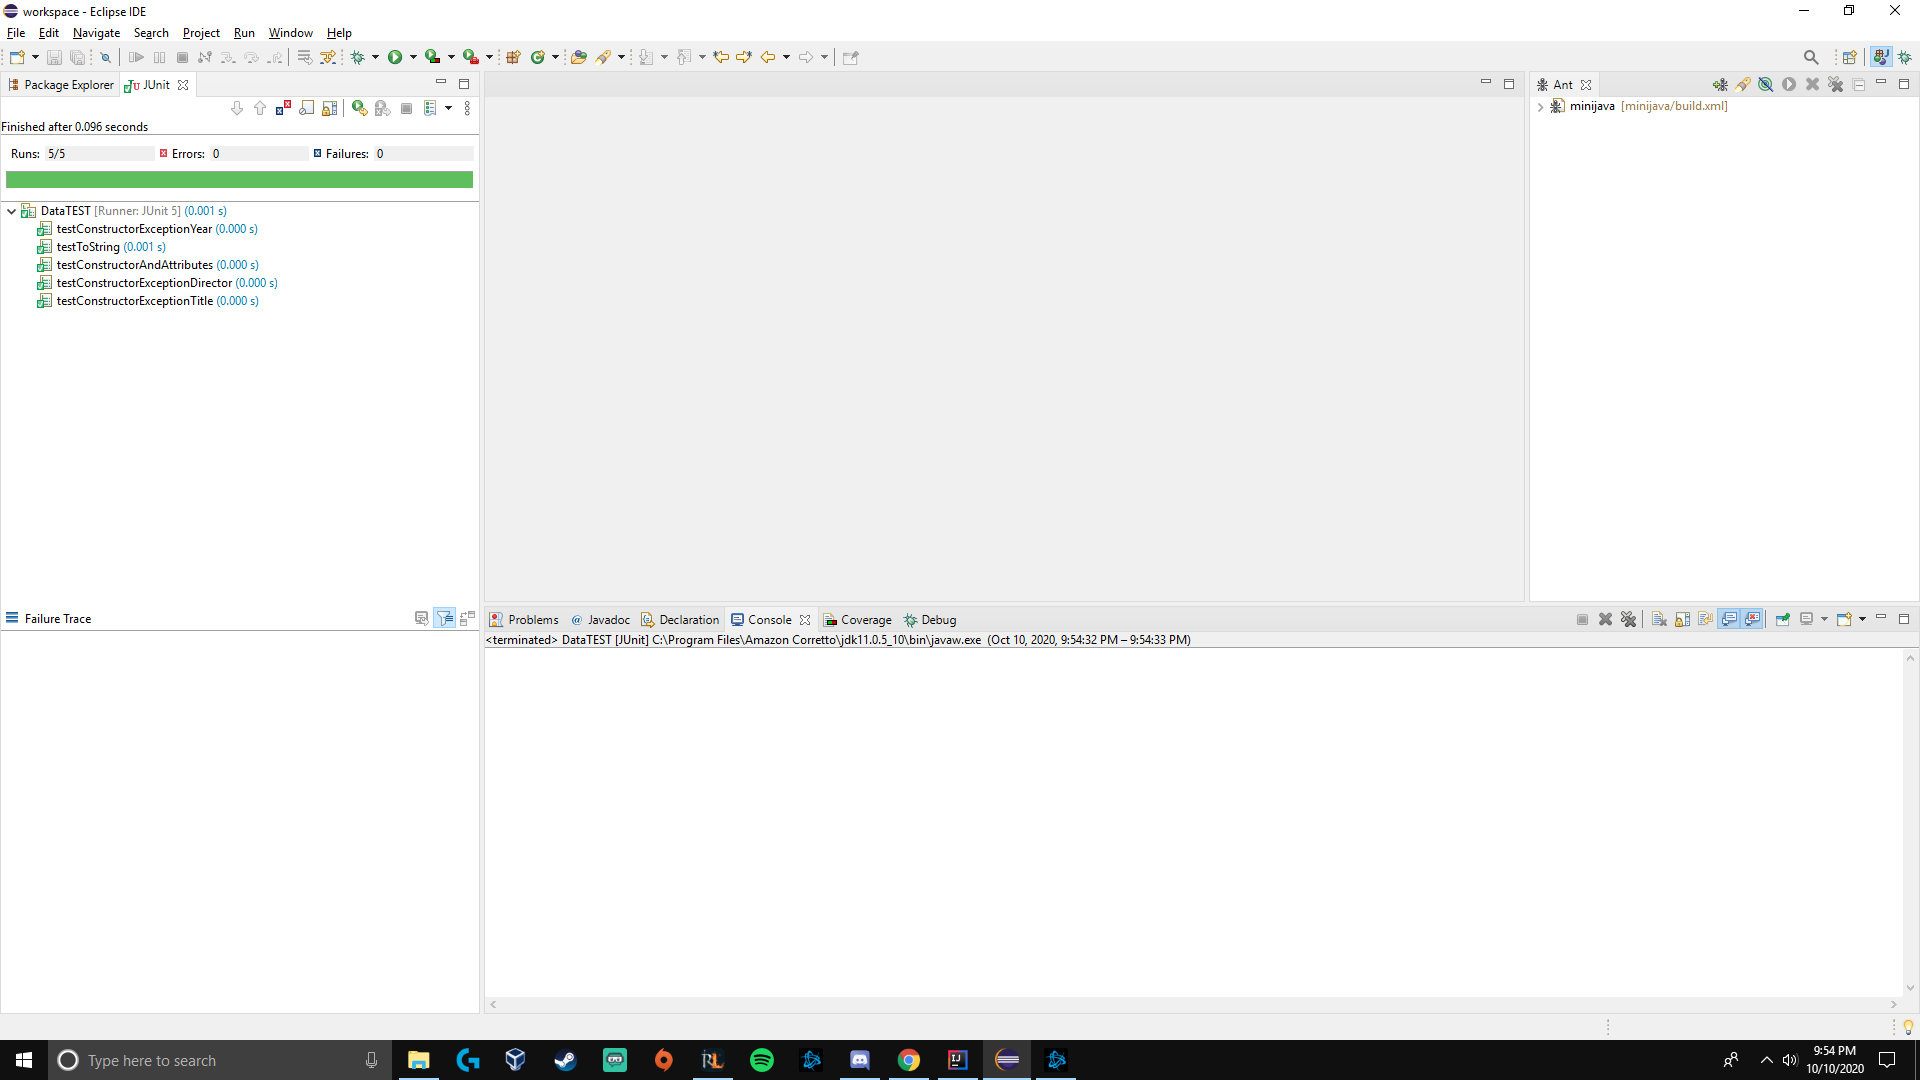 workspace - Eclipse IDE
File Edit Navigate Search Project Run Window Help
Package Explorer JUnit
Finished after 0.096 seconds
Runs: 5/5 Errors: 0 Failures: 0
DataTEST [Runner: JUnit 5] (0.001 s)
testConstructorExceptionYear (0.000 s)
testToString (0.001 s)
testConstructorAndAttributes (0.000 s)
testConstructorExceptionDirector (0.000 s)
testConstructorExceptionTitle (0.000 s)
Failure Trace
Ant
minijava [minijava/build.xml]
Problems @ Javadoc Declaration Console Coverage Debug
<terminated> DataTEST [JUnit] C:\Program Files\Amazon Corretto\jdk11.0.5_10\bin\javaw.exe (Oct 10, 2020, 9:54:32 PM – 9:54:33 PM)
Type here to search
RL
IJ
9:54 PM
10/10/2020